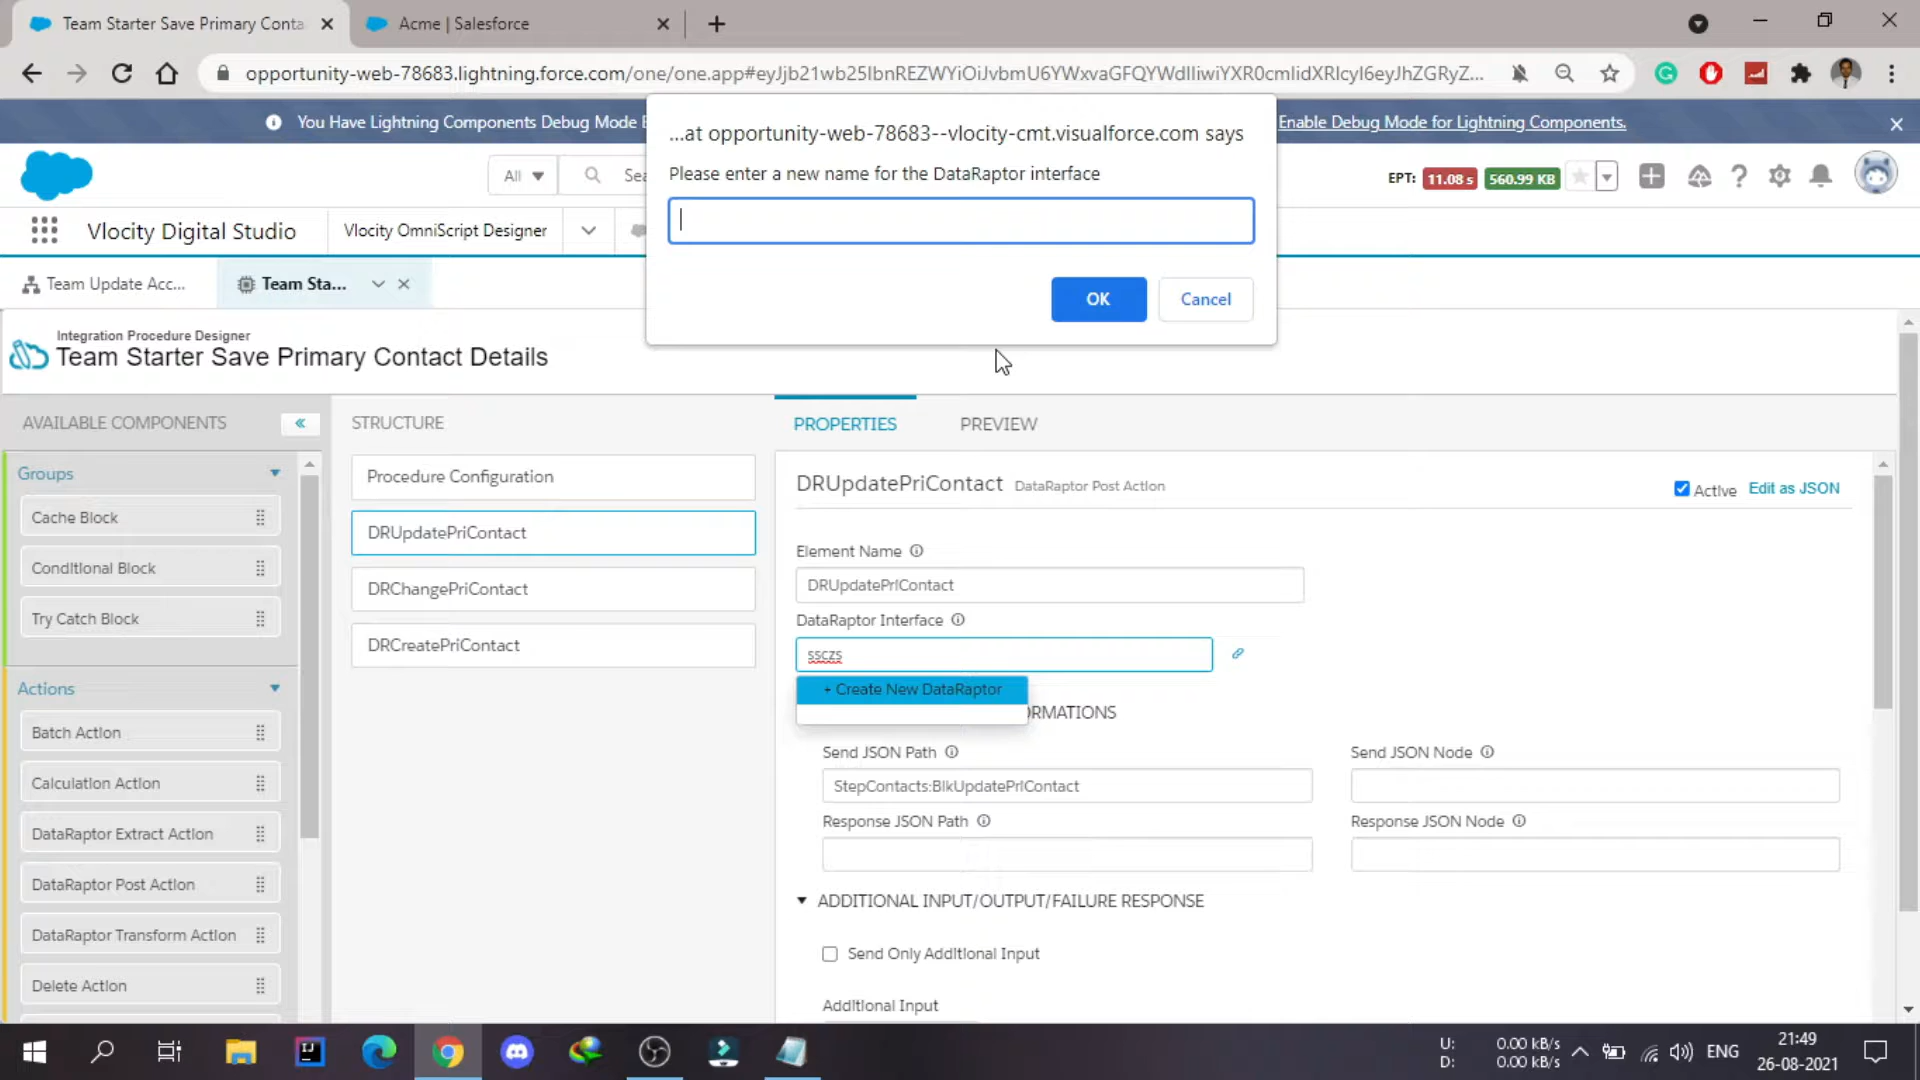 Team Starter Save Primary Conta
Acme | Salesforce
opportunity-web-78683.lightning.force.com/one/one.app#eyJjb21wb25lbnREZWYiOiJvbmU6YWxvaGFQYWdlIiwiYXR0cmlidXRlcyI6eyJhZGRyZ...
You Have Lightning Components Debug Mode E
Enable Debug Mode for Lightning Components.
...at opportunity-web-78683--vlocity-cmt.visualforce.com says
Please enter a new name for the DataRaptor interface
OK
Cancel
All
Sea
EPT: 11.08 s 560.99 KB
Vlocity Digital Studio
Vlocity OmniScript Designer
Team Update Acc...
Team Sta...
Integration Procedure Designer
Team Starter Save Primary Contact Details
AVAILABLE COMPONENTS
Groups
Cache Block
Conditional Block
Try Catch Block
Actions
Batch Action
Calculation Action
DataRaptor Extract Action
DataRaptor Post Action
DataRaptor Transform Action
Delete Action
STRUCTURE
Procedure Configuration
DRUpdatePriContact
DRChangePriContact
DRCreatePriContact
PROPERTIES
PREVIEW
DRUpdatePriContact DataRaptor Post Action
Active
Edit as JSON
Element Name
DRUpdatePriContact
DataRaptor Interface
ssczs
+ Create New DataRaptor
ORMATIONS
Send JSON Path
Send JSON Node
StepContacts:BlkUpdatePriContact
Response JSON Path
Response JSON Node
ADDITIONAL INPUT/OUTPUT/FAILURE RESPONSE
Send Only Additional Input
Additional Input
U: 0.00 kB/s
D: 0.00 kB/s
ENG
21:49
26-08-2021